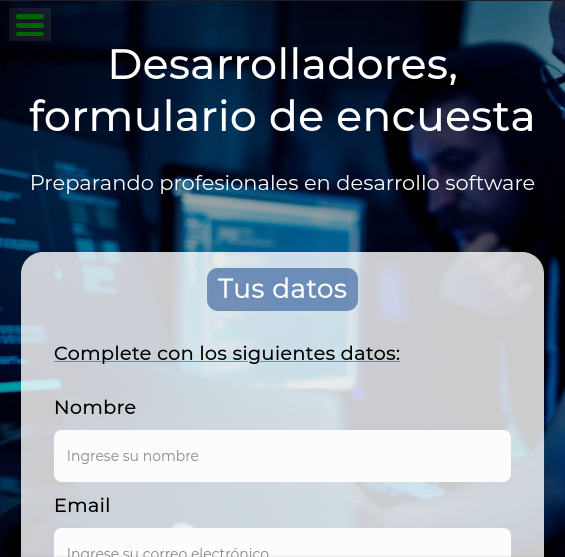 Desarrolladores,
formulario de encuesta
Preparando profesionales en desarrollo software
Tus datos
Complete con los siguientes datos:
Nombre
Ingrese su nombre
Email
Ingrese su correo electrónico